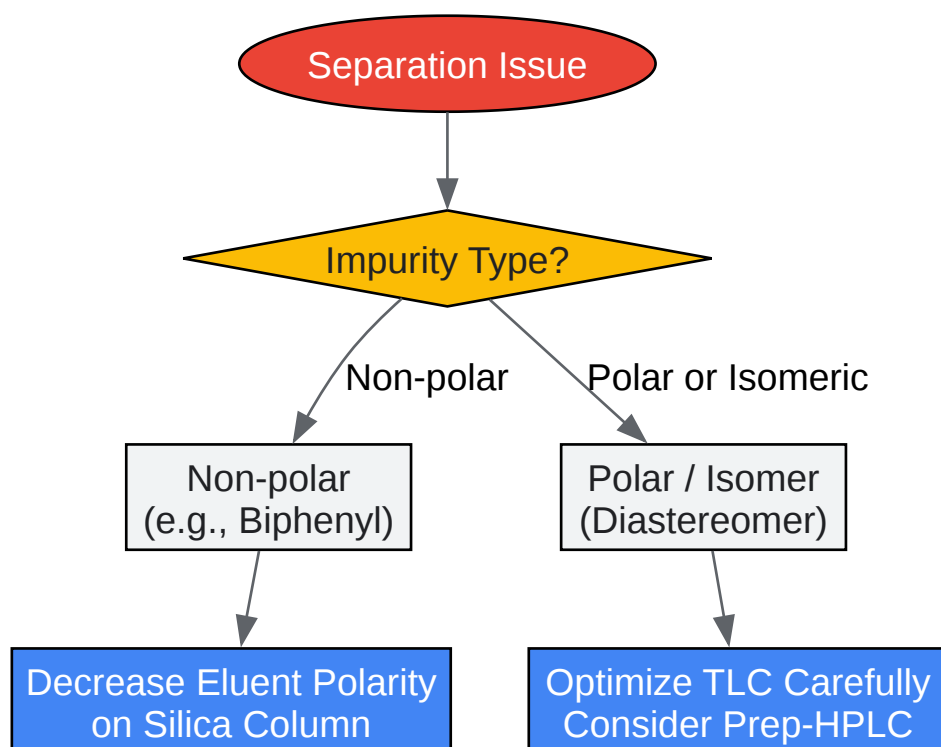 Separation Issue
Impurity Type?
Non-polar
Polar or Isomeric
Non-polar
(e.g., Biphenyl)
Polar / Isomer
(Diastereomer)
Decrease Eluent Polarity
on Silica Column
Optimize TLC Carefully
Consider Prep-HPLC